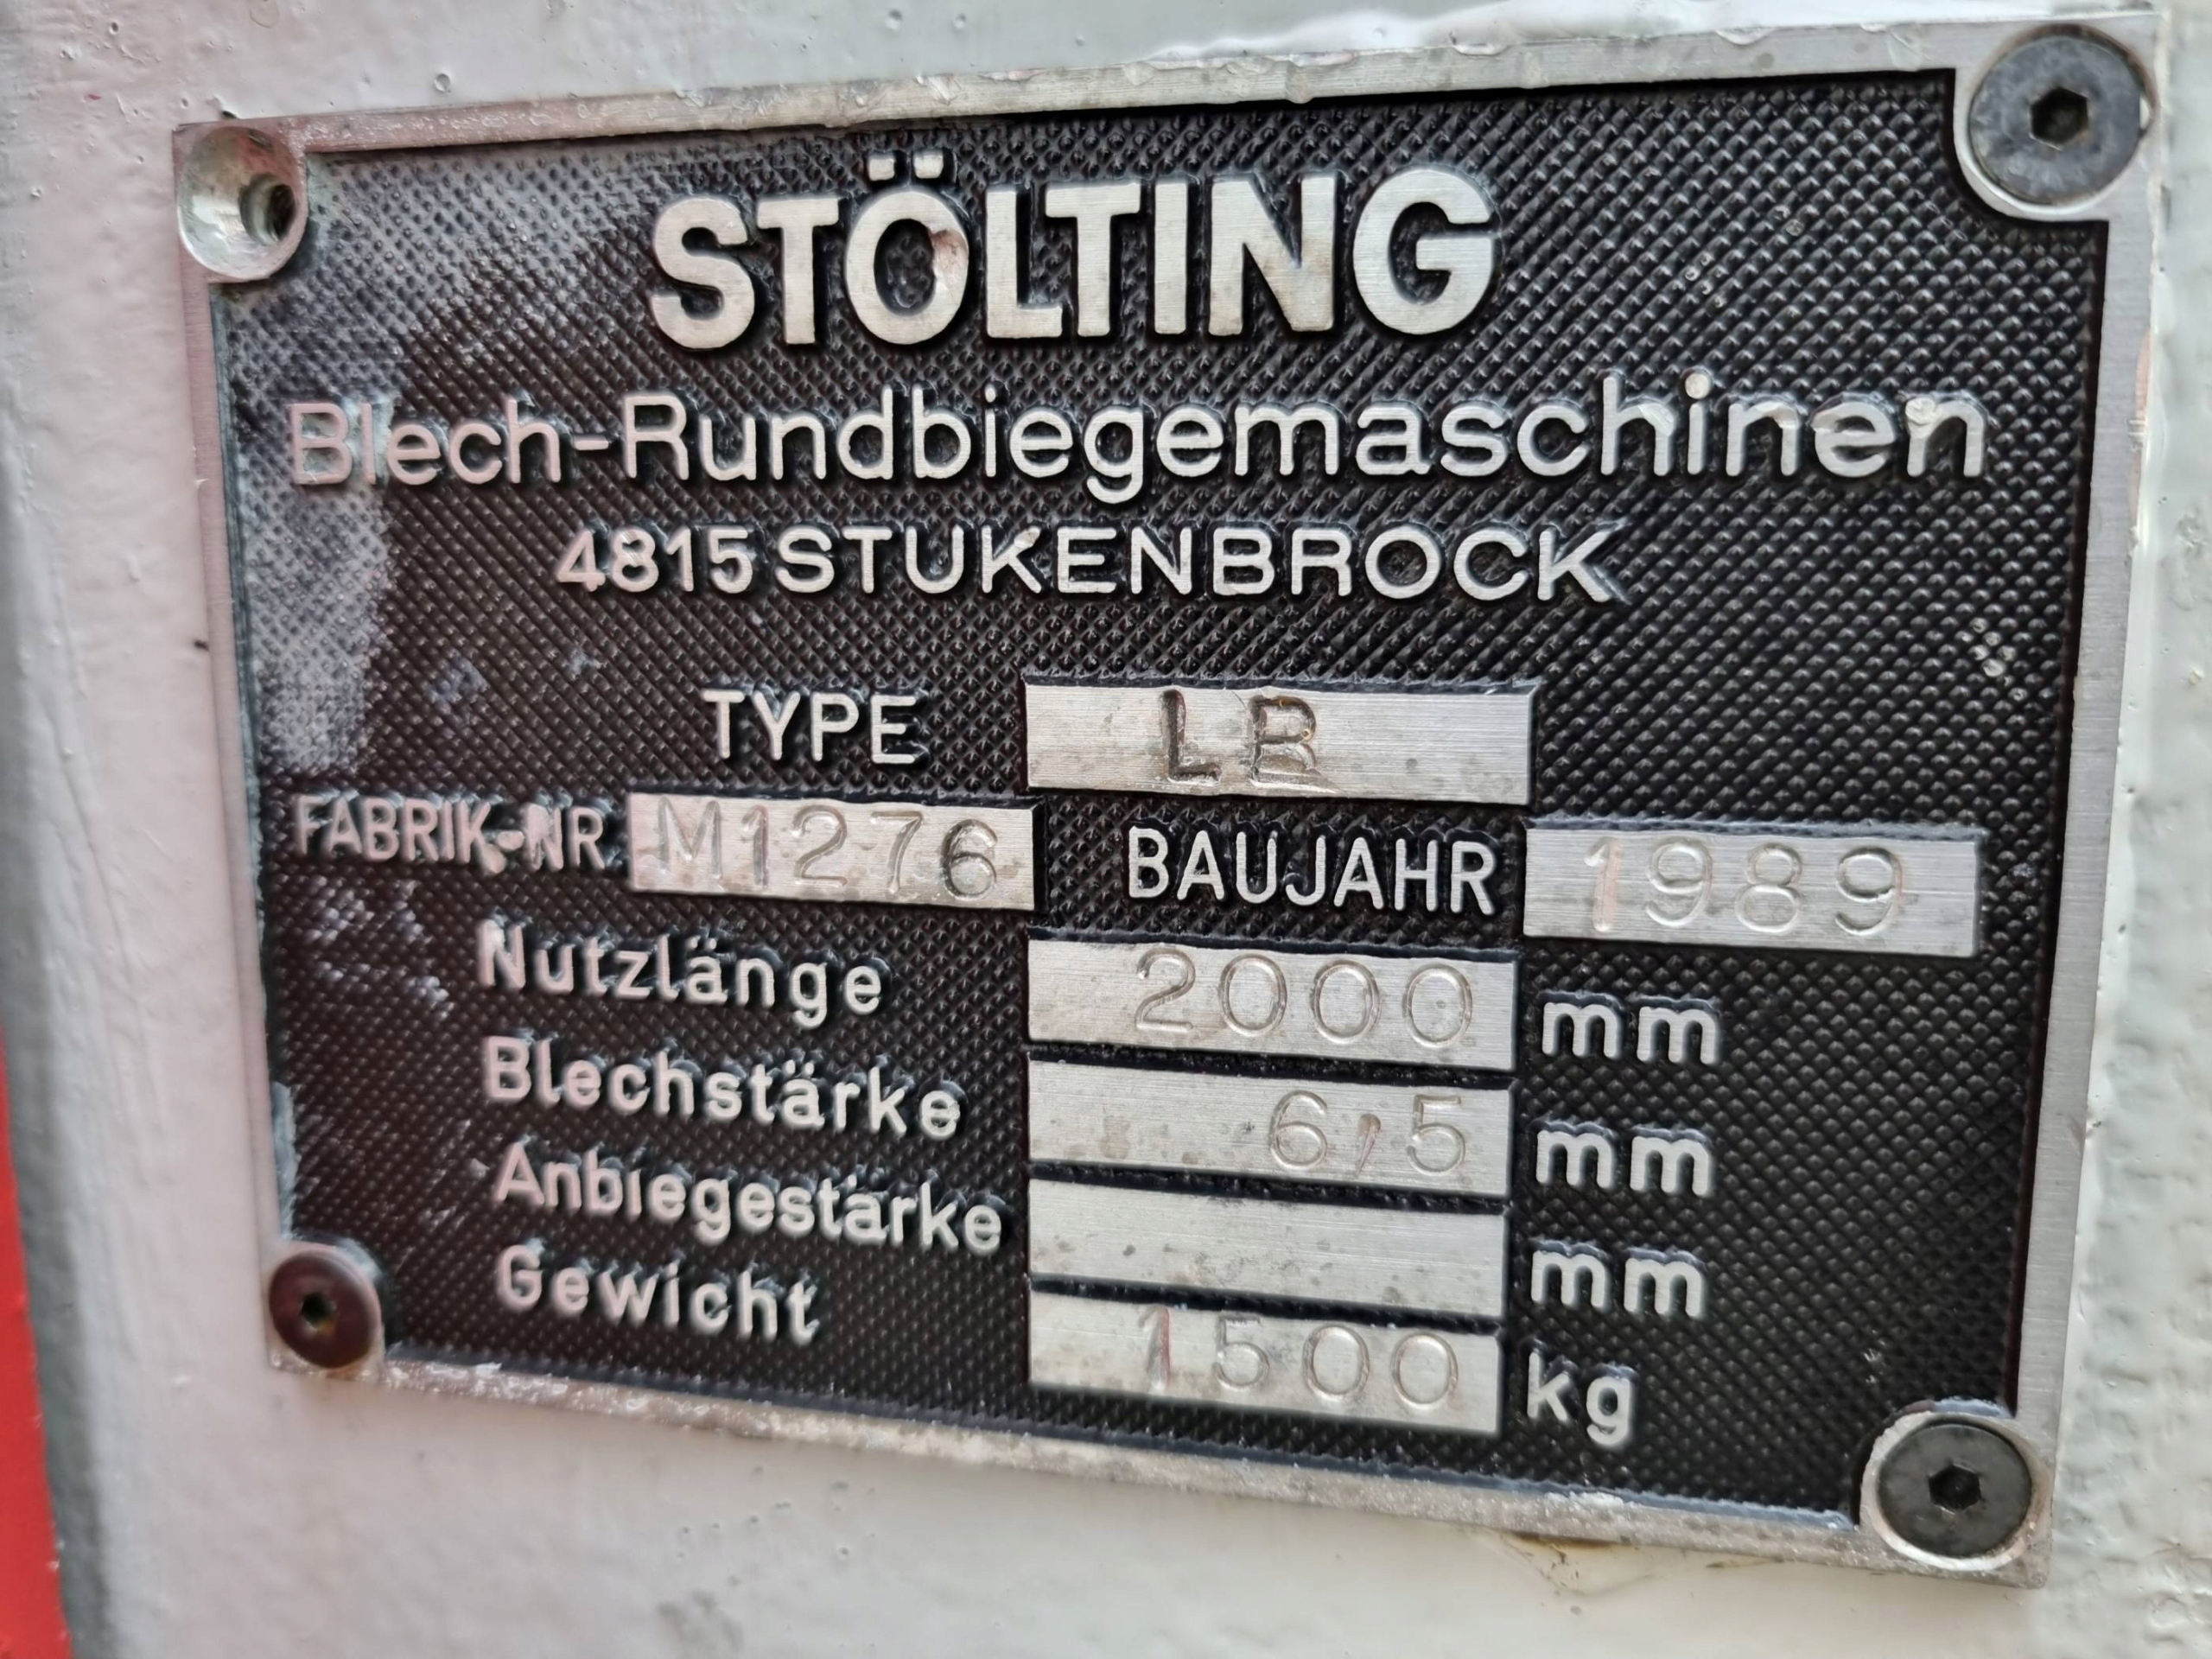 STÖLTING
Blech-Rundbiegemaschinen
4815 STUKENBROCK
TYPE LB
FABRIK-NR. M1276 BAUJAHR 1989
Nutzlänge 2000 mm
Blechstärke 6,5 mm
Anbiegestärke mm
Gewicht 1500 kg